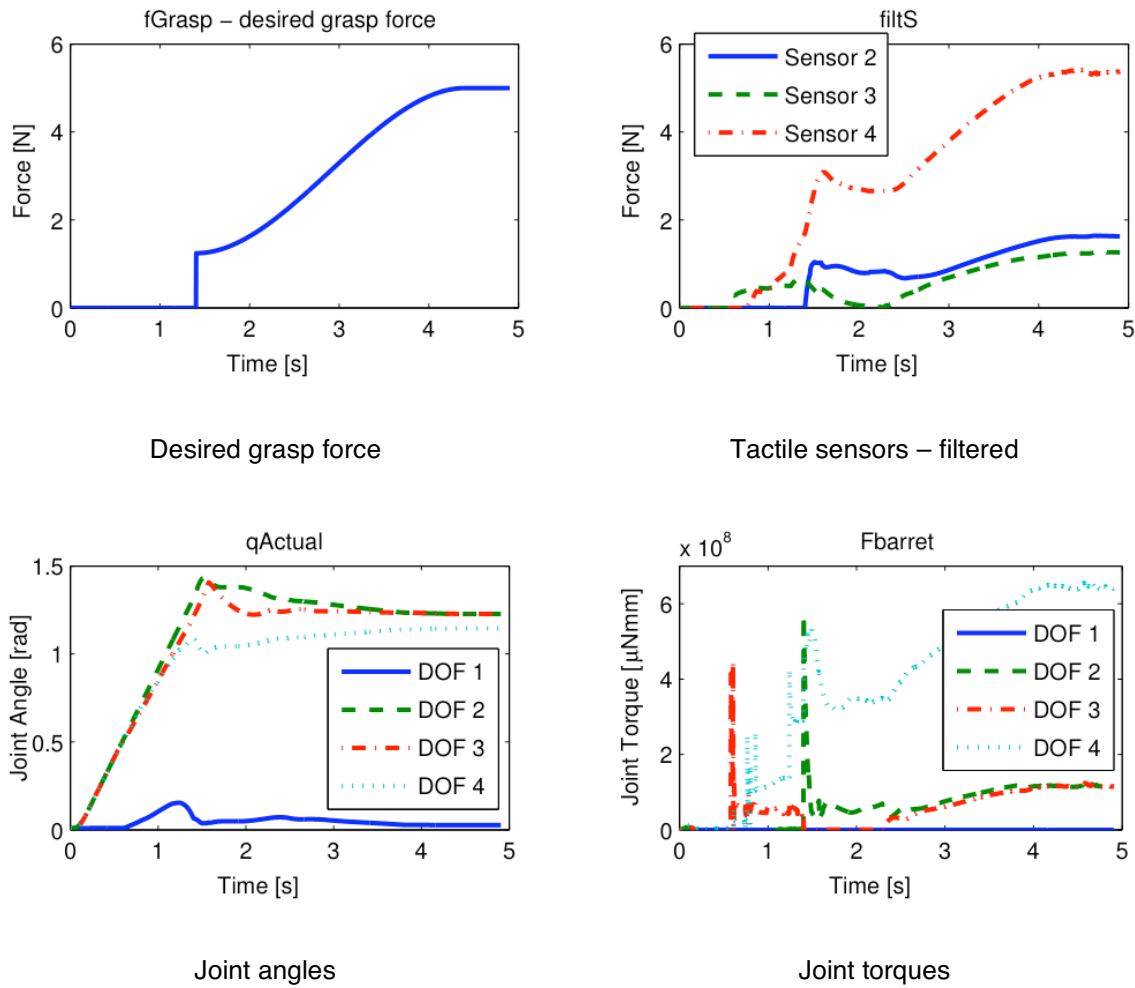 fGrasp – desired grasp force
6
4
2
0
0 1 2 3 4 5
Force [N]
Time [s]
Desired grasp force
filtS
6
4
2
0
0 1 2 3 4 5
Force [N]
Time [s]
Sensor 2
Sensor 3
Sensor 4
Tactile sensors – filtered
qActual
1.5
1
0.5
0
0 1 2 3 4 5
Joint Angle [rad]
Time [s]
DOF 1
DOF 2
DOF 3
DOF 4
Joint angles
x 10^8
Fbarret
6
4
2
0
0 1 2 3 4 5
Joint Torque [µNmm]
Time [s]
DOF 1
DOF 2
DOF 3
DOF 4
Joint torques